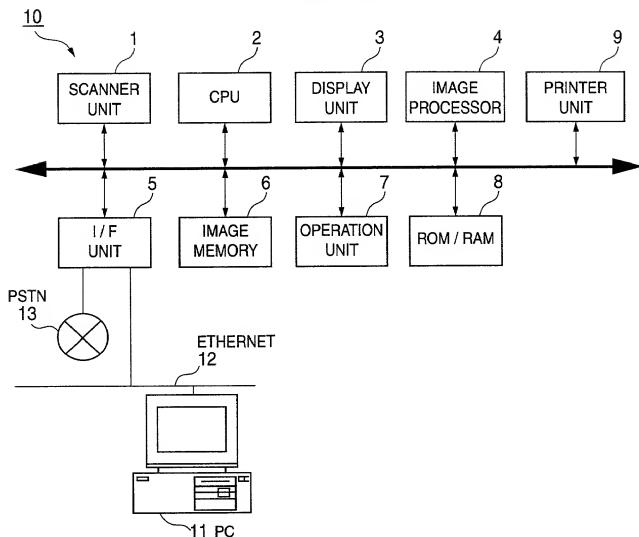 10
1
2
3
4
9
SCANNER
UNIT
CPU
DISPLAY
UNIT
IMAGE
PROCESSOR
PRINTER
UNIT
5
6
7
8
I / F
UNIT
IMAGE
MEMORY
OPERATION
UNIT
ROM / RAM
PSTN
13
ETHERNET
12
11 PC